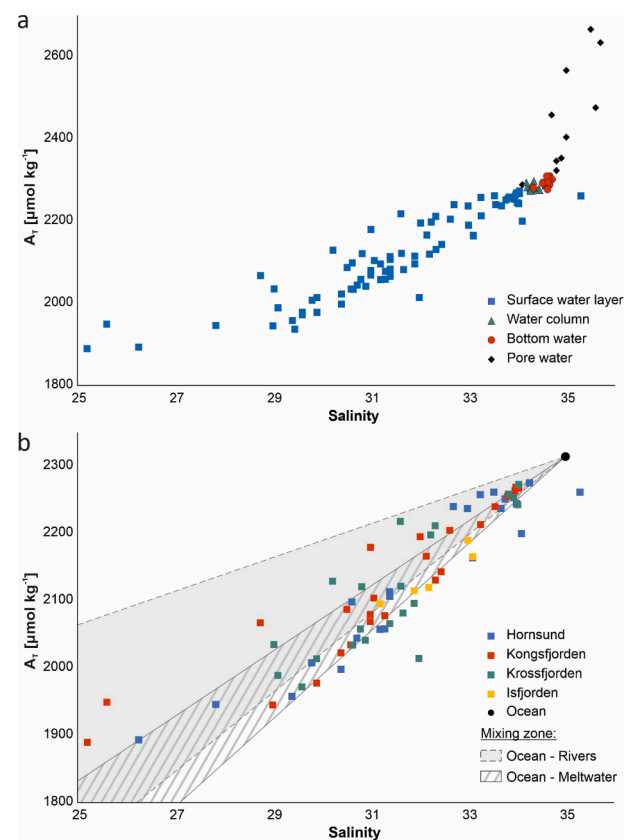 a
2600
2400
2200
2000
1800
A_T [µmol kg⁻¹]
Surface water layer
Water column
Bottom water
Pore water
25 27 29 31 33 35
Salinity
b
2300
2200
2100
2000
1900
1800
A_T [µmol kg⁻¹]
Hornsund
Kongsfjorden
Krossfjorden
Isfjorden
Ocean
Mixing zone:
Ocean - Rivers
Ocean - Meltwater
25 27 29 31 33 35
Salinity